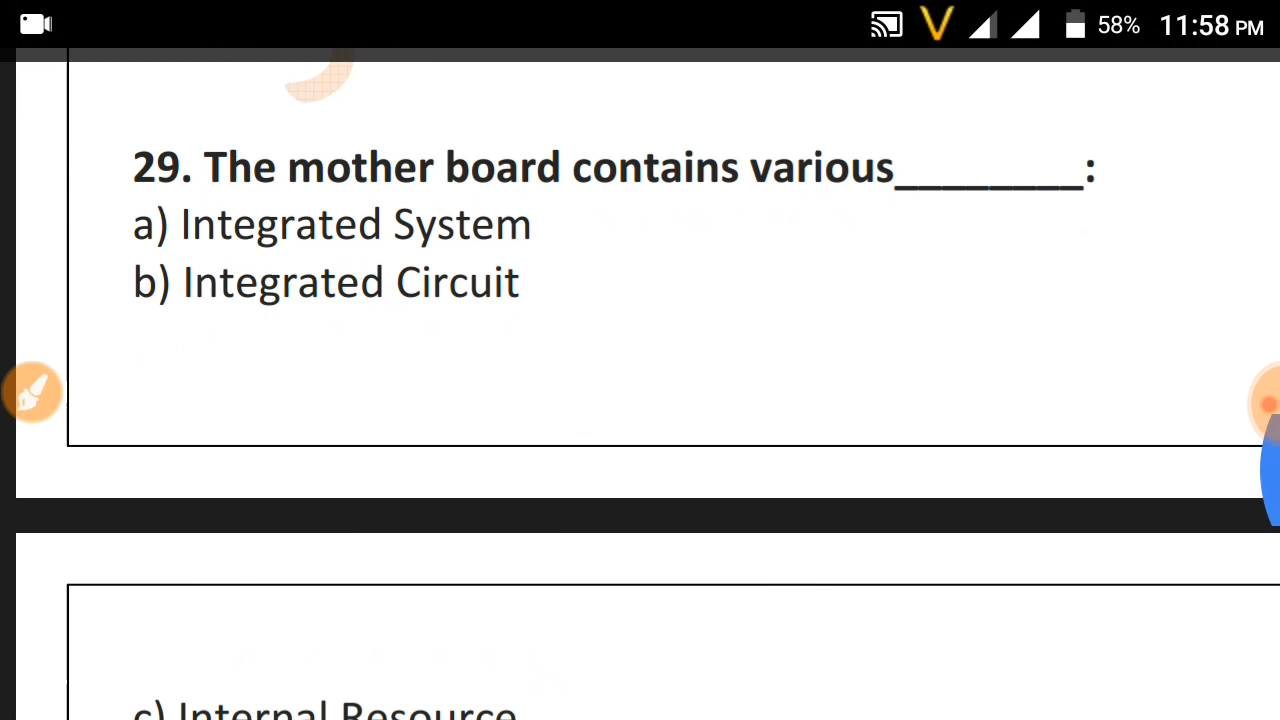 58% 11:58 PM
29. The mother board contains various________:
a) Integrated System
b) Integrated Circuit
c) Internal Resource